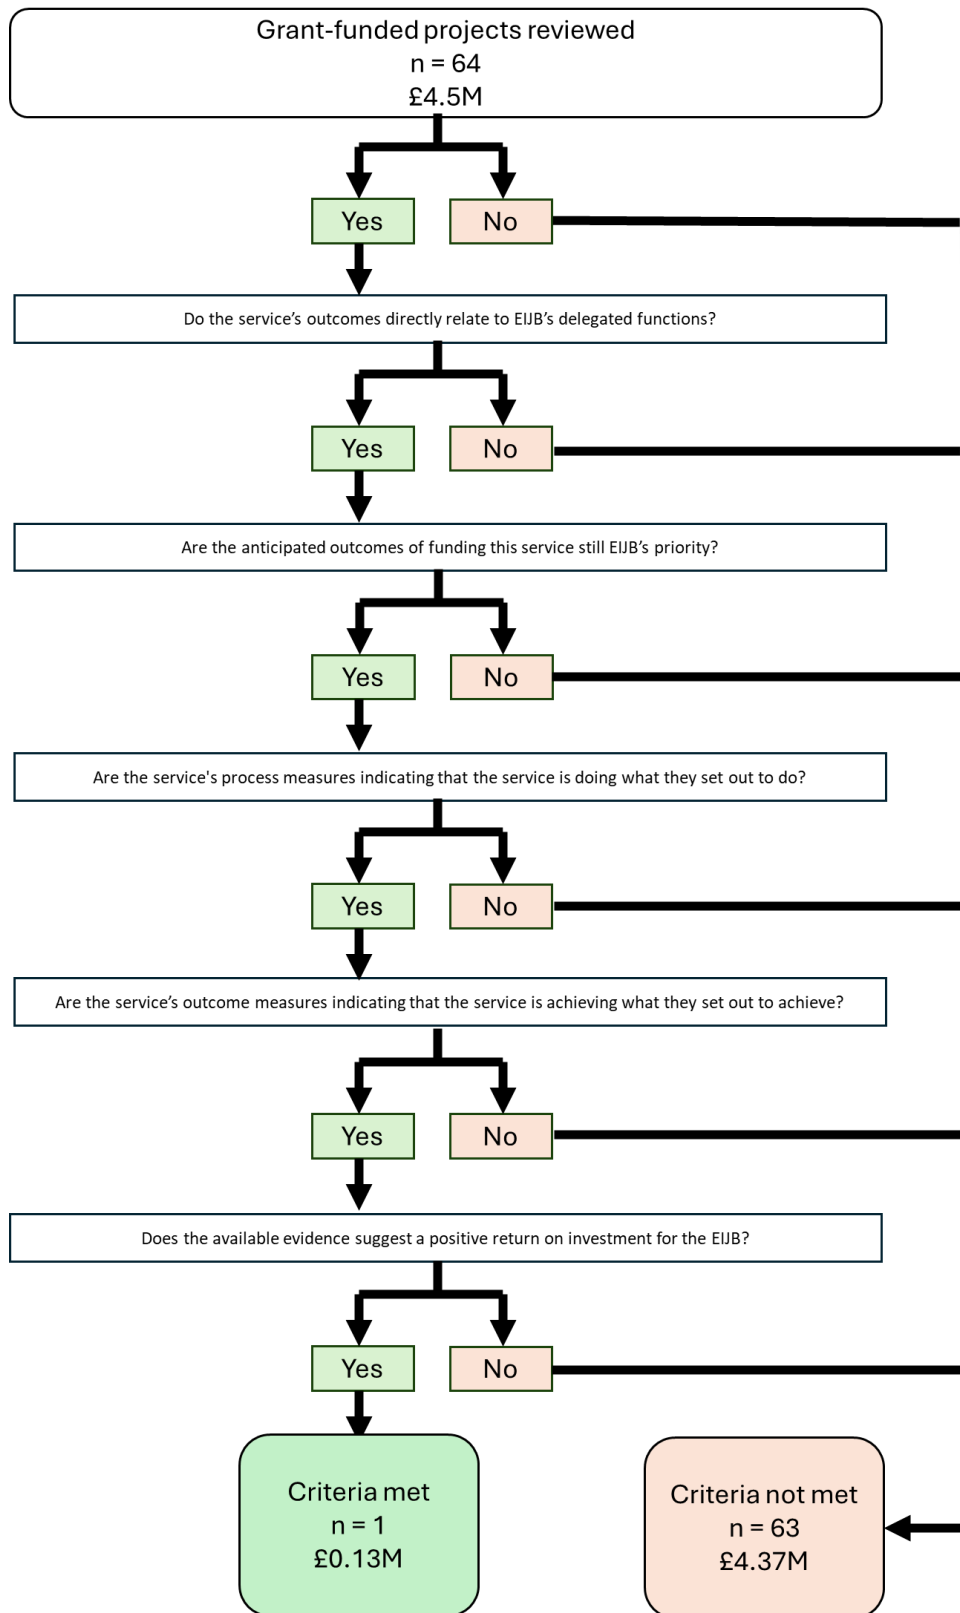 Grant-funded projects reviewed
n = 64
£4.5M
Yes
No
Do the service’s outcomes directly relate to EIJB’s delegated functions?
Yes
No
Are the anticipated outcomes of funding this service still EIJB’s priority?
Yes
No
Are the service's process measures indicating that the service is doing what they set out to do?
Yes
No
Are the service’s outcome measures indicating that the service is achieving what they set out to achieve?
Yes
No
Does the available evidence suggest a positive return on investment for the EIJB?
Yes
No
Criteria met
n = 1
£0.13M
Criteria not met
n = 63
£4.37M